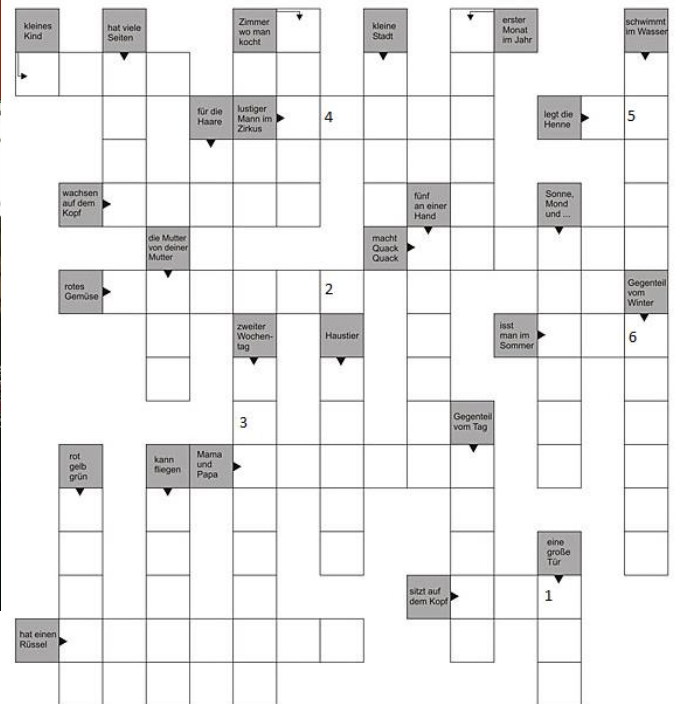 kleines
Kind
hat viele
Seiten
Zimmer
wo man
kocht
kleine
Stadt
erster
Monat
im Jahr
schwimmt
im Wasser
für die
Haare
lustiger
Mann im
Zirkus
4
legt die
Henne
5
wachsen
auf dem
Kopf
fünf
an einer
Hand
Sonne,
Mond
und ...
die Mutter
von deiner
Mutter
macht
Quack
Quack
rotes
Gemüse
2
Gegenteil
vom
Winter
zweiter
Wochen-
tag
Haustier
isst
man im
Sommer
6
3
Gegenteil
vom Tag
rot
gelb
grün
kann
fliegen
Mama
und
Papa
eine
große
Tür
sitzt auf
dem Kopf
1
hat einen
Rüssel